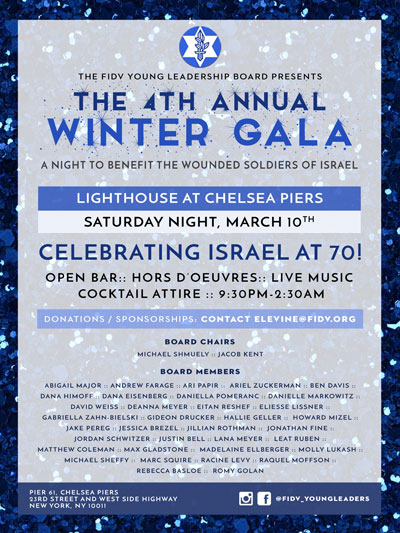 THE FIDV YOUNG LEADERSHIP BOARD PRESENTS
THE 4TH ANNUAL
WINTER GALA
A NIGHT TO BENEFIT THE WOUNDED SOLDIERS OF ISRAEL
LIGHTHOUSE AT CHELSEA PIERS
SATURDAY NIGHT, MARCH 10TH
CELEBRATING ISRAEL AT 70!
OPEN BAR:: HORS D'OEUVRES:: LIVE MUSIC
COCKTAIL ATTIRE :: 9:30PM-2:30AM
DONATIONS / SPONSORSHIPS: CONTACT ELEVINE@FIDV.ORG
BOARD CHAIRS
MICHAEL SHMUELY :: JACOB KENT
BOARD MEMBERS
ABIGAIL MAJOR :: ANDREW FARAGE :: ARI PAPIR :: ARIEL ZUCKERMAN :: BEN DAVIS ::
DANA HIMOFF :: DANA EISENBERG :: DANIELLA POMERANC :: DANIELLE MARKOWITZ ::
DAVID WEISS :: DEANNA MEYER :: EITAN RESHEF :: ELIESSE LISSNER ::
GABRIELLA ZAHN-BIELSKI :: GIDEON DRUCKER :: HALLIE GELLER :: HOWARD MIZEL ::
JAKE PEREG :: JESSICA BREZEL :: JILLIAN ROTHMAN :: JONATHAN FINE ::
JORDAN SCHWITZER :: JUSTIN BELL :: LANA MEYER :: LEAT RUBEN ::
MATTHEW COLEMAN :: MAX GLADSTONE :: MADELAINE ELLBERGER :: MOLLY LUKASH ::
MICHAEL SHEFFY :: MARC SQUIRE :: RACINE LEVY :: RAQUEL MOFFSON ::
REBECCA BASLOE :: ROMY GOLAN
PIER 61, CHELSEA PIERS
23RD STREET AND WEST SIDE HIGHWAY
NEW YORK, NY 10011
@FIDV_YOUNGLEADERS